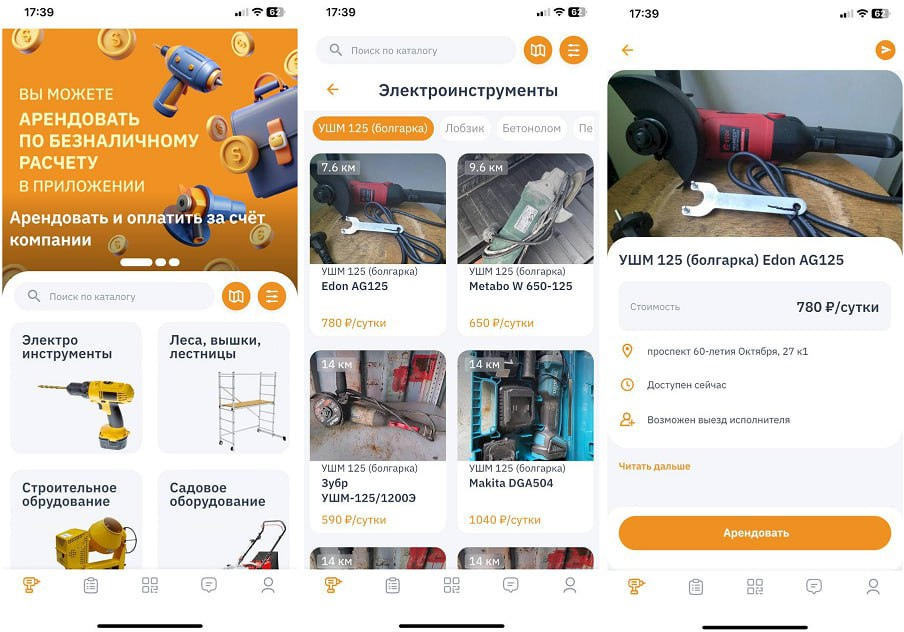 17:39
62
ВЫ МОЖЕТЕ
АРЕНДОВАТЬ
ПО БЕЗНАЛИЧНОМУ
РАСЧЕТУ
В ПРИЛОЖЕНИИ
Арендовать и оплатить за счёт
компании
Поиск по каталогу
Электро
инструменты
Леса, вышки,
лестницы
Строительное
обрудование
Садовое
оборудование
17:39
62
Поиск по каталогу
Электроинструменты
УШМ 125 (болгарка)
Лобзик
Бетонолом
Пе
7.6 км
9.6 км
УШМ 125 (болгарка)
Edon AG125
780 ₽/сутки
УШМ 125 (болгарка)
Metabo W 650-125
650 ₽/сутки
14 км
14 км
УШМ 125 (болгарка)
Зубр
УШМ-125/1200Э
590 ₽/сутки
УШМ 125 (болгарка)
Makita DGA504
1040 ₽/сутки
14 км
14 км
17:39
62
УШМ 125 (болгарка) Edon AG125
Стоимость
780 ₽/сутки
проспект 60-летия Октября, 27 к1
Доступен сейчас
Возможен выезд исполнителя
Читать дальше
Арендовать